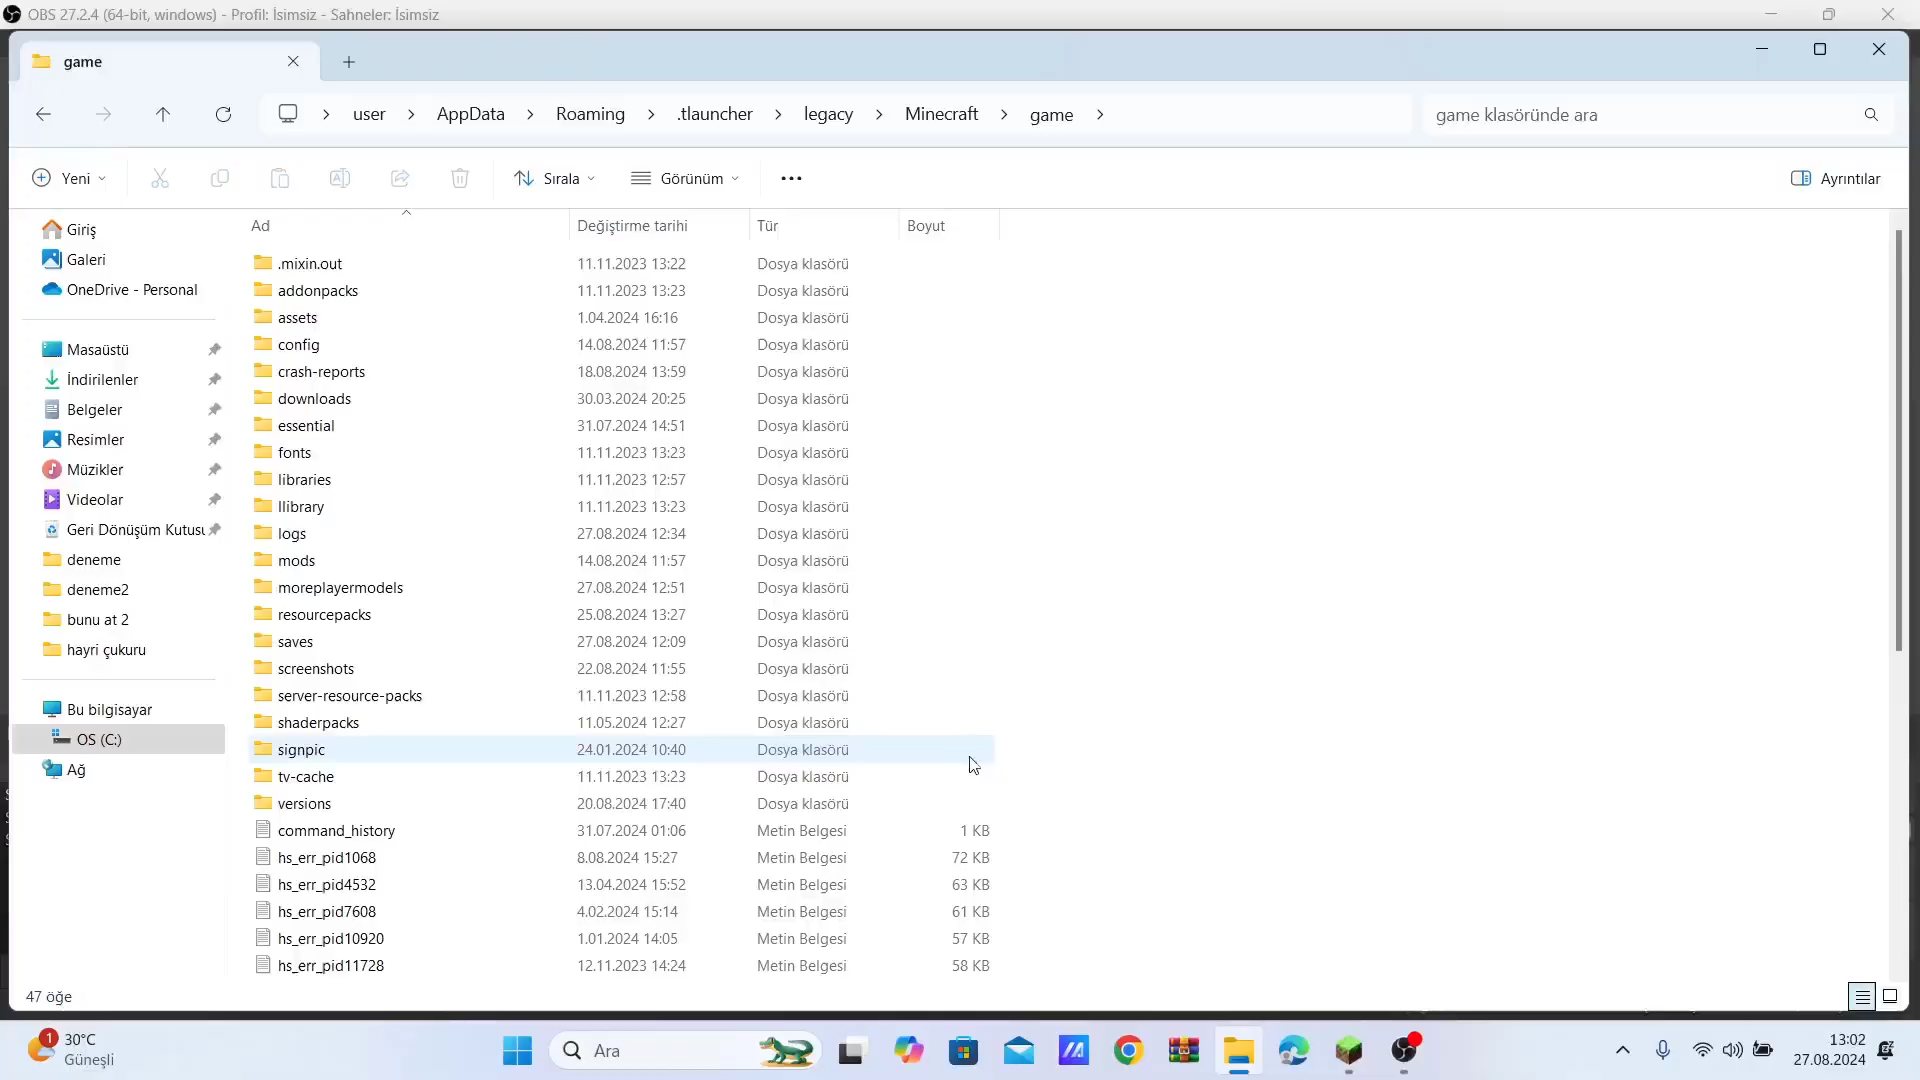 OBS 27.2.4 (64-bit, windows) - Profil: İsimsiz - Sahneler: İsimsiz
game
user > AppData > Roaming > .tlauncher > legacy > Minecraft > game >
game klasöründe ara
Yeni
Sırala
Görünüm
Ayrıntılar
Giriş
Galeri
OneDrive - Personal
Masaüstü
İndirilenler
Belgeler
Resimler
Müzikler
Videolar
Geri Dönüşüm Kutusu
deneme
deneme2
bunu at 2
hayri çukuru
Bu bilgisayar
OS (C:)
Ağ
Ad Değiştirme tarihi Tür Boyut
.mixin.out 11.11.2023 13:22 Dosya klasörü
addonpacks 11.11.2023 13:23 Dosya klasörü
assets 1.04.2024 16:16 Dosya klasörü
config 14.08.2024 11:57 Dosya klasörü
crash-reports 18.08.2024 13:59 Dosya klasörü
downloads 30.03.2024 20:25 Dosya klasörü
essential 31.07.2024 14:51 Dosya klasörü
fonts 11.11.2023 13:23 Dosya klasörü
libraries 11.11.2023 12:57 Dosya klasörü
llibrary 11.11.2023 13:23 Dosya klasörü
logs 27.08.2024 12:34 Dosya klasörü
mods 14.08.2024 11:57 Dosya klasörü
moreplayermodels 27.08.2024 12:51 Dosya klasörü
resourcepacks 25.08.2024 13:27 Dosya klasörü
saves 27.08.2024 12:09 Dosya klasörü
screenshots 22.08.2024 11:55 Dosya klasörü
server-resource-packs 11.11.2023 12:58 Dosya klasörü
shaderpacks 11.05.2024 12:27 Dosya klasörü
signpic 24.01.2024 10:40 Dosya klasörü
tv-cache 11.11.2023 13:23 Dosya klasörü
versions 20.08.2024 17:40 Dosya klasörü
command_history 31.07.2024 01:06 Metin Belgesi 1 KB
hs_err_pid1068 8.08.2024 15:27 Metin Belgesi 72 KB
hs_err_pid4532 13.04.2024 15:52 Metin Belgesi 63 KB
hs_err_pid7608 4.02.2024 15:14 Metin Belgesi 61 KB
hs_err_pid10920 1.01.2024 14:05 Metin Belgesi 57 KB
hs_err_pid11728 12.11.2023 14:24 Metin Belgesi 58 KB
47 öğe
1
30°C
Güneşli
Ara
13:02
27.08.2024